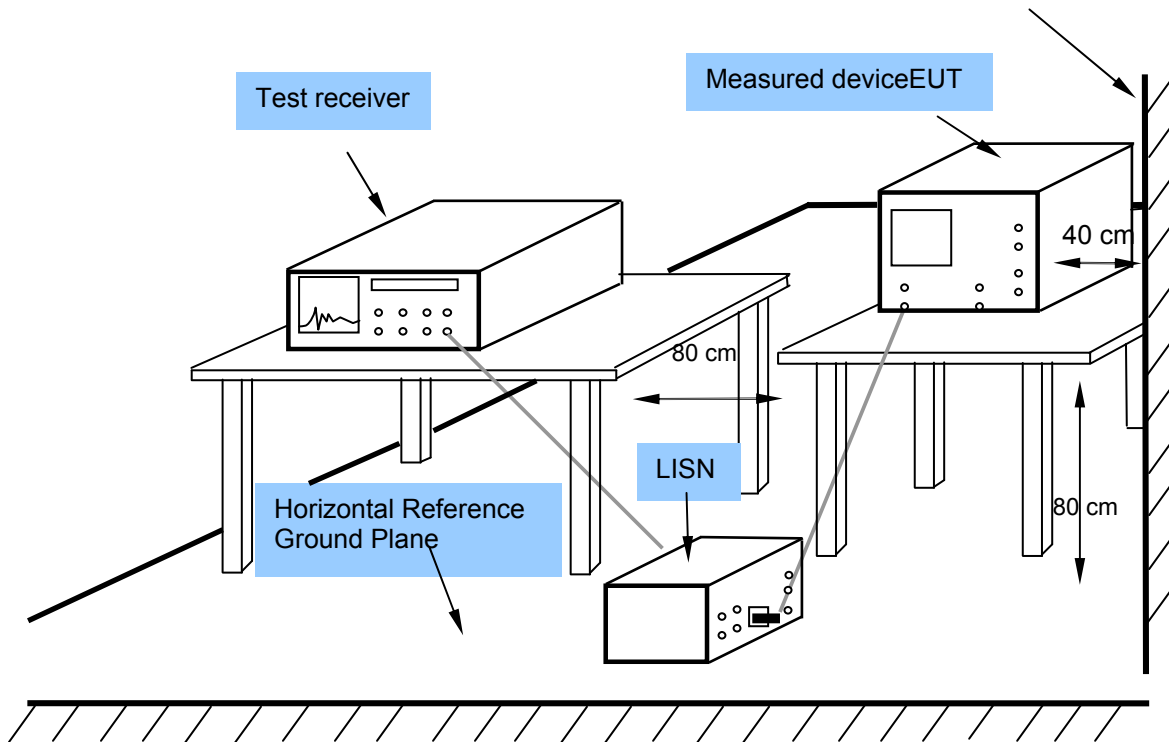 Test receiver
Measured deviceEUT
40 cm
80 cm
LISN
Horizontal Reference
Ground Plane
80 cm